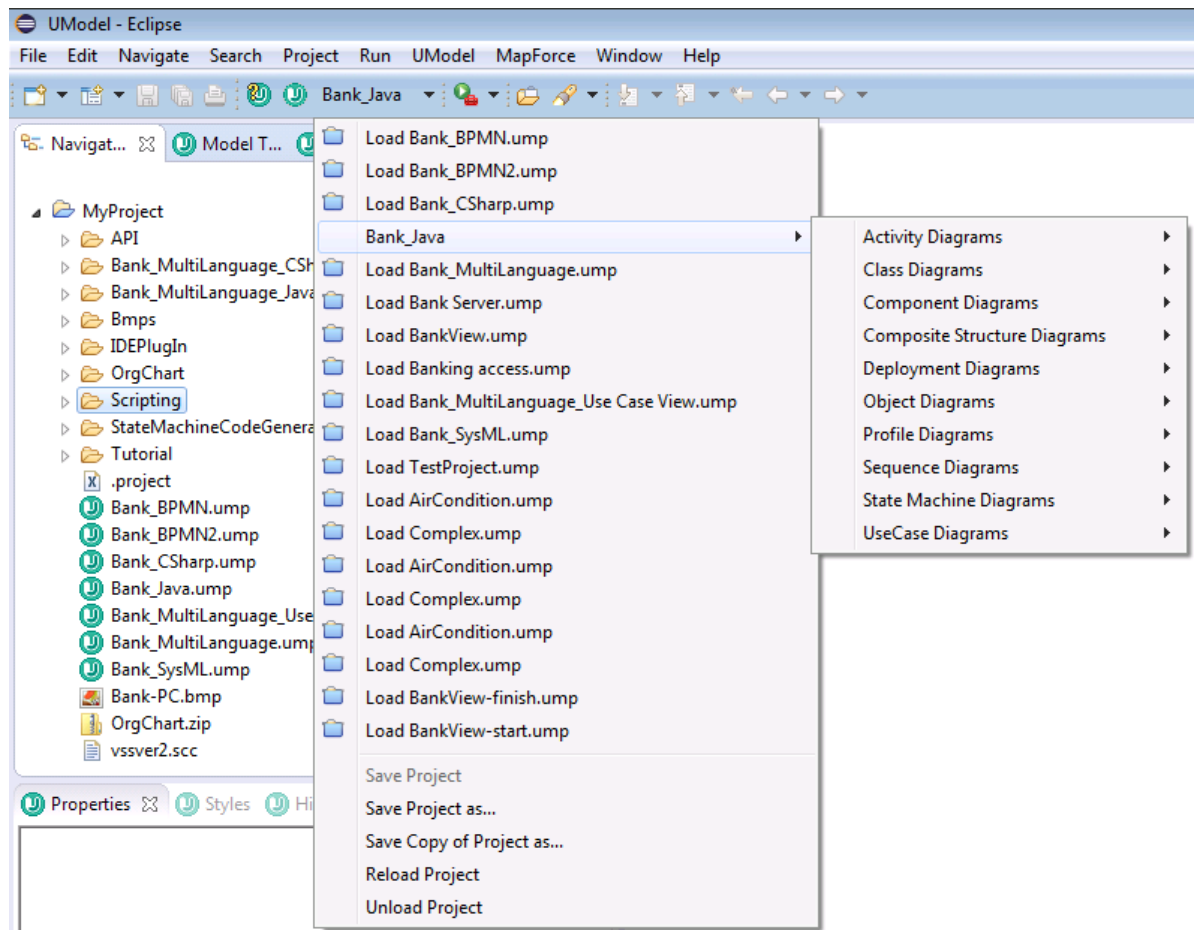 UModel - Eclipse
File Edit Navigate Search Project Run UModel MapForce Window Help
Bank_Java
Navigat... Model T...
MyProject
API
Bank_MultiLanguage_CSh
Bank_MultiLanguage_Java
Bmps
IDEPlugIn
OrgChart
Scripting
StateMachineCodeGenera
Tutorial
.project
Bank_BPMN.ump
Bank_BPMN2.ump
Bank_CSharp.ump
Bank_Java.ump
Bank_MultiLanguage_Use
Bank_MultiLanguage.ump
Bank_SysML.ump
Bank-PC.bmp
OrgChart.zip
vssver2.scc
Properties Styles Hi
Load Bank_BPMN.ump
Load Bank_BPMN2.ump
Load Bank_CSharp.ump
Bank_Java
Load Bank_MultiLanguage.ump
Load Bank Server.ump
Load BankView.ump
Load Banking access.ump
Load Bank_MultiLanguage_Use Case View.ump
Load Bank_SysML.ump
Load TestProject.ump
Load AirCondition.ump
Load Complex.ump
Load AirCondition.ump
Load Complex.ump
Load AirCondition.ump
Load Complex.ump
Load BankView-finish.ump
Load BankView-start.ump
Save Project
Save Project as...
Save Copy of Project as...
Reload Project
Unload Project
Activity Diagrams
Class Diagrams
Component Diagrams
Composite Structure Diagrams
Deployment Diagrams
Object Diagrams
Profile Diagrams
Sequence Diagrams
State Machine Diagrams
UseCase Diagrams